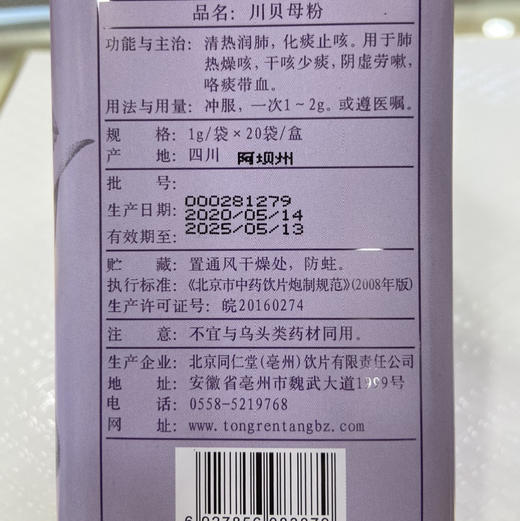 品名：川贝母粉
功能与主治：清热润肺，化痰止咳。用于肺
热燥咳，干咳少痰，阴虚劳嗽，
咯痰带血。
用法与用量：冲服，一次1～2g。或遵医嘱。
规 格：1g/袋×20袋/盒
产 地：四川 阿坝州
批 号：000281279
生产日期：2020/05/14
有效期至：2025/05/13
贮 藏：置通风干燥处，防蛀。
执行标准：《北京市中药饮片炮制规范》(2008年版)
生产许可证号：皖20160274
注 意：不宜与乌头类药材同用。
生产企业：北京同仁堂(亳州)饮片有限责任公司
地 址：安徽省亳州市魏武大道1999号
电 话：0558-5219768
网 址：www.tongrentangbz.com